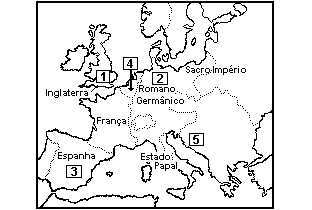 4
1
2
Sacro Império
Inglaterra
Romano
Germânico
França
5
Espanha
Estado
Papal
3